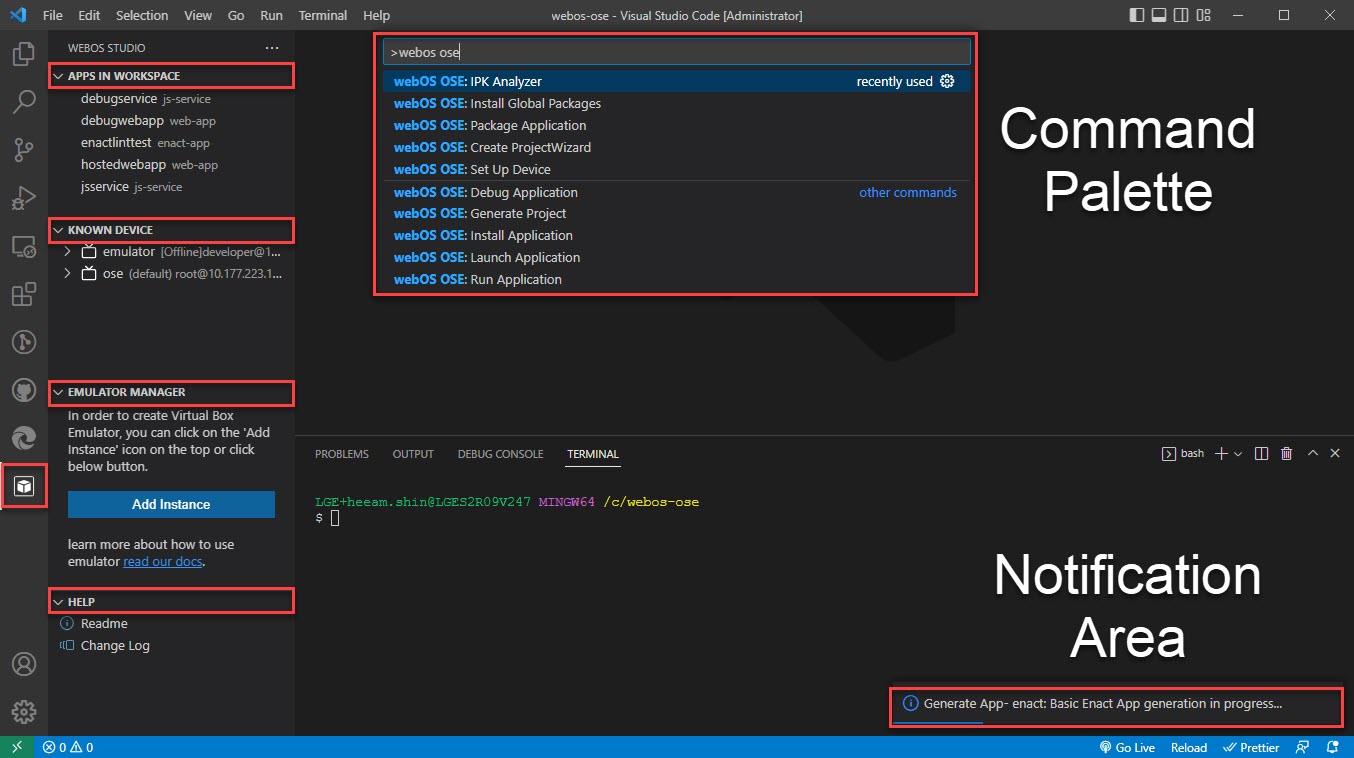 File Edit Selection View Go Run Terminal Help
webos-ose - Visual Studio Code [Administrator]
WEBOS STUDIO
APPS IN WORKSPACE
debugservice js-service
debugwebapp web-app
enactlinttest enact-app
hostedwebapp web-app
jsservice js-service
KNOWN DEVICE
emulator [Offline]developer@1...
ose (default) root@10.177.223.1...
EMULATOR MANAGER
In order to create Virtual Box
Emulator, you can click on the 'Add
Instance' icon on the top or click
below button.
Add Instance
learn more about how to use
emulator read our docs.
HELP
Readme
Change Log
>webos ose
webOS OSE: IPK Analyzer recently used
webOS OSE: Install Global Packages
webOS OSE: Package Application
webOS OSE: Create ProjectWizard
webOS OSE: Set Up Device
webOS OSE: Debug Application other commands
webOS OSE: Generate Project
webOS OSE: Install Application
webOS OSE: Launch Application
webOS OSE: Run Application
Command
Palette
PROBLEMS OUTPUT DEBUG CONSOLE TERMINAL
bash
LGE+heeam.shin@LGES2R09V247 MINGW64 /c/webos-ose
$
Notification
Area
Generate App- enact: Basic Enact App generation in progress...
0 0
Go Live Reload Prettier